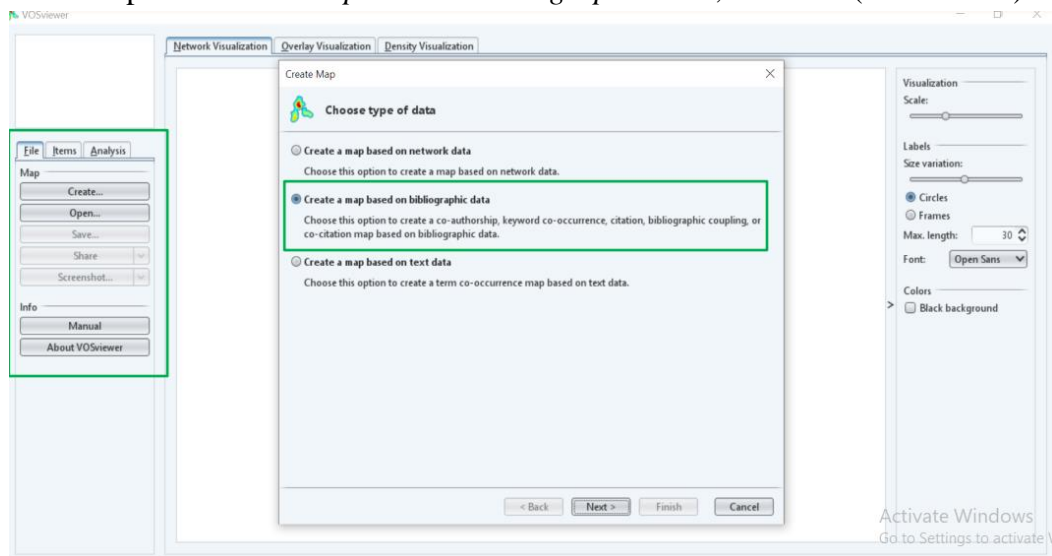 VOSviewer
Network Visualization Overlay Visualization Density Visualization
File Items Analysis
Map
Create...
Open...
Save...
Share
Screenshot...
Info
Manual
About VOSviewer
Create Map
Choose type of data
Create a map based on network data
Choose this option to create a map based on network data.
Create a map based on bibliographic data
Choose this option to create a co-authorship, keyword co-occurrence, citation, bibliographic coupling, or
co-citation map based on bibliographic data.
Create a map based on text data
Choose this option to create a term co-occurrence map based on text data.
< Back Next > Finish Cancel
Visualization
Scale:
Labels
Size variation:
Circles
Frames
Max. length: 30
Font: Open Sans
Colors
Black background
>
Activate Windows
Go to Settings to activate